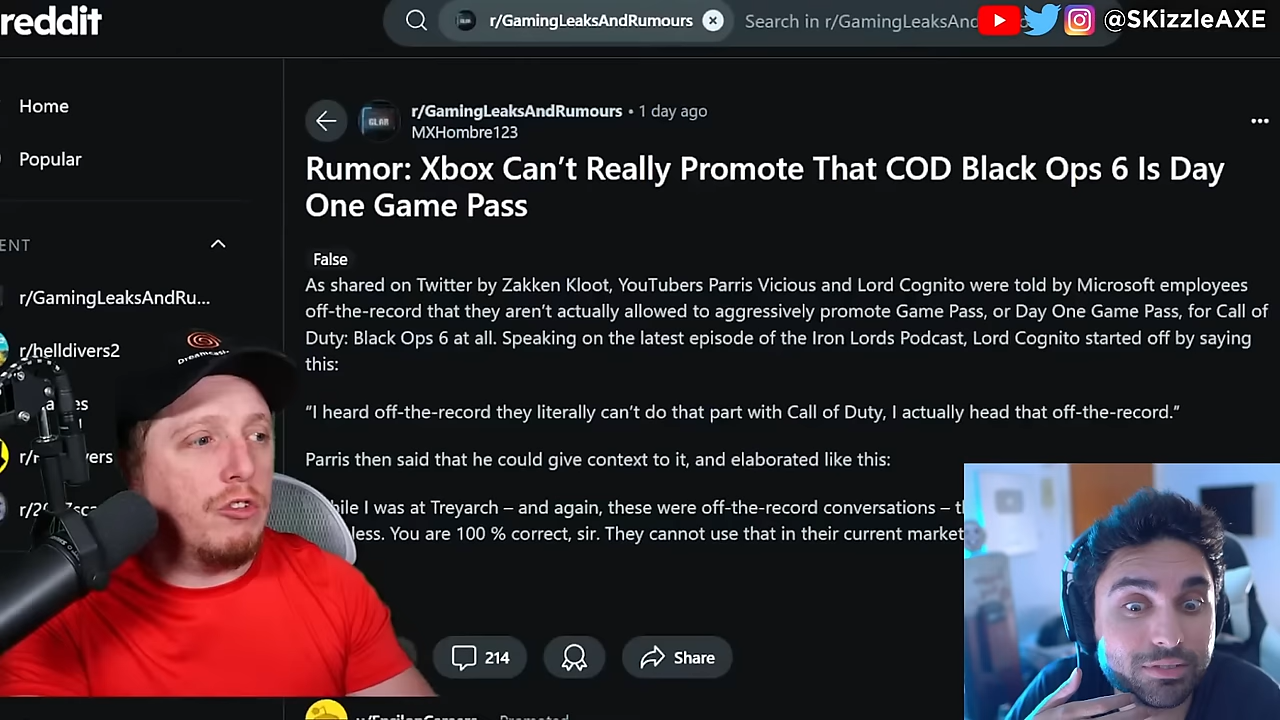 reddit
r/GamingLeaksAndRumours
Search in r/GamingLeaksAnd
@SKizzleAXE
Home
Popular
ENT
r/GamingLeaksAndRu...
r/helldivers2
r/GamingLeaksAndRumours • 1 day ago
MXHombre123
Rumor: Xbox Can't Really Promote That COD Black Ops 6 Is Day
One Game Pass
False
As shared on Twitter by Zakken Kloot, YouTubers Parris Vicious and Lord Cognito were told by Microsoft employees
off-the-record that they aren't actually allowed to aggressively promote Game Pass, or Day One Game Pass, for Call of
Duty: Black Ops 6 at all. Speaking on the latest episode of the Iron Lords Podcast, Lord Cognito started off by saying
this:
“I heard off-the-record they literally can't do that part with Call of Duty, I actually head that off-the-record.”
Parris then said that he could give context to it, and elaborated like this:
hile I was at Treyarch – and again, these were off-the-record conversations – th
less. You are 100 % correct, sir. They cannot use that in their current market
214
Share
Promoted
GLAR
Dreamcast